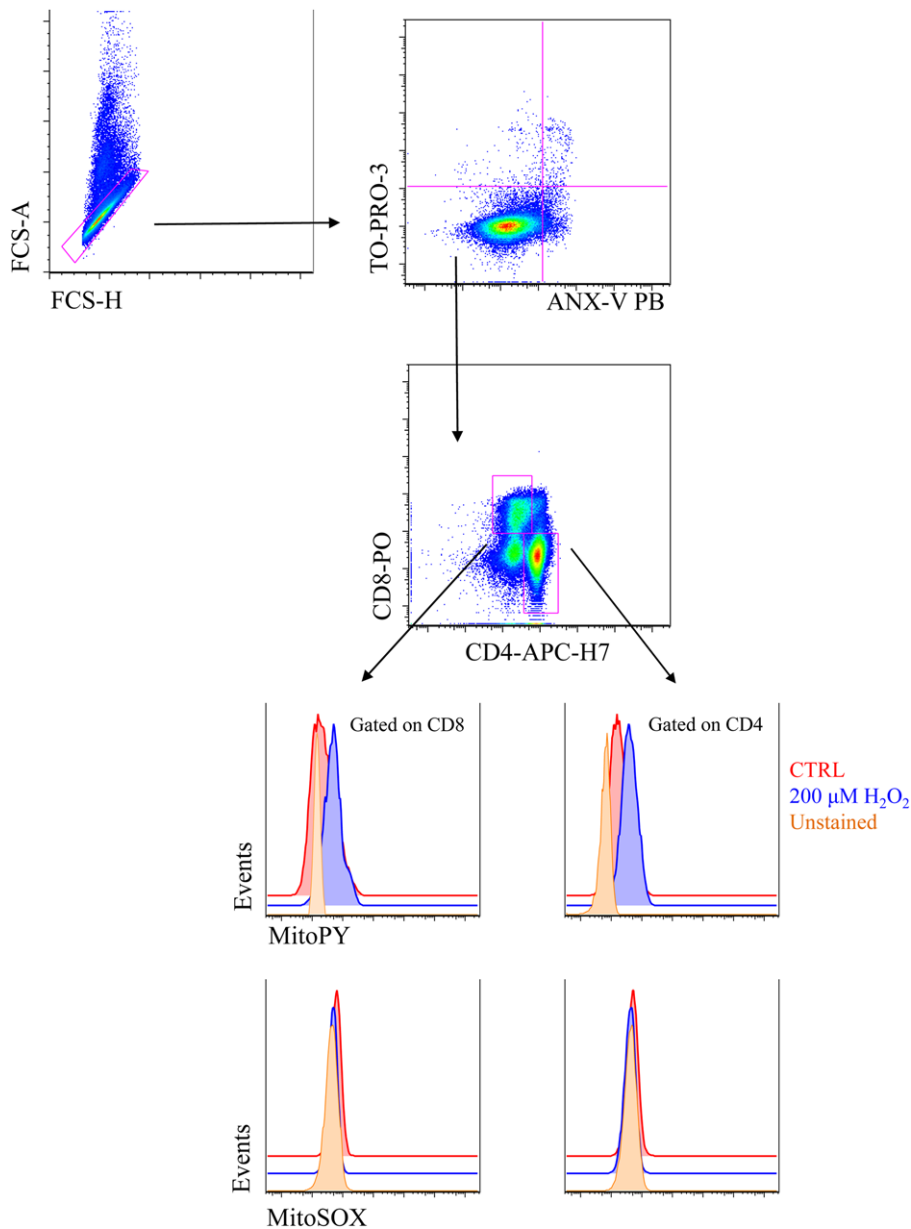 FCS-A
FCS-H
TO-PRO-3
ANX-V PB
CD8-PO
CD4-APC-H7
Gated on CD8
Gated on CD4
CTRL
200 µM H₂O₂
Unstained
Events
MitoPY
Events
MitoSOX